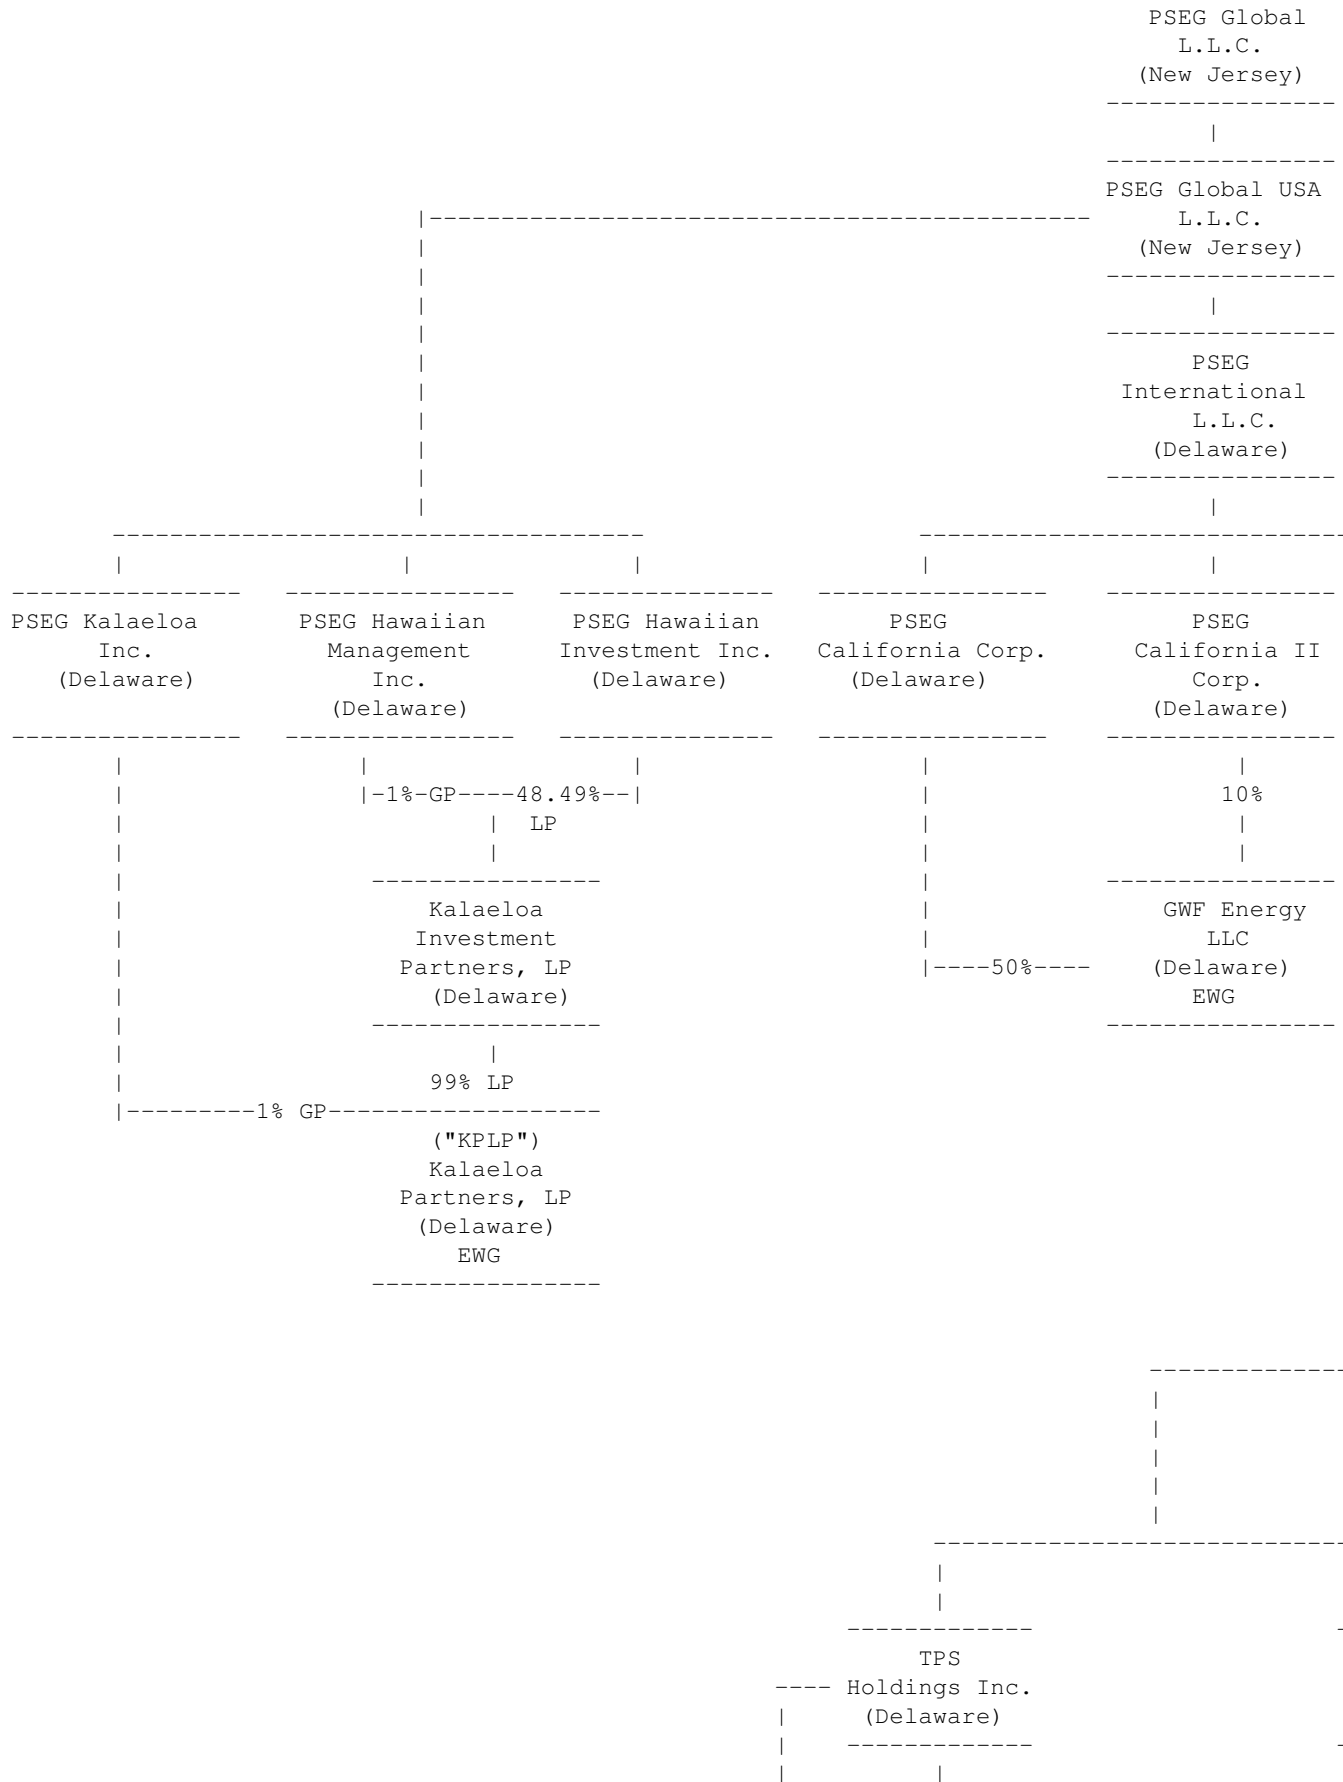 PSEG Global
L.L.C.
(New Jersey)
PSEG Global USA
L.L.C.
(New Jersey)
PSEG
International
L.L.C.
(Delaware)
PSEG Kalaeloa
Inc.
(Delaware)
PSEG Hawaiian
Management
Inc.
(Delaware)
PSEG Hawaiian
Investment Inc.
(Delaware)
PSEG
California Corp.
(Delaware)
PSEG
California II
Corp.
(Delaware)
1% GP
48.49%
LP
10%
Kalaeloa
Investment
Partners, LP
(Delaware)
50%
GWF Energy
LLC
(Delaware)
EWG
99% LP
1% GP
("KPLP")
Kalaeloa
Partners, LP
(Delaware)
EWG
TPS
Holdings Inc.
(Delaware)